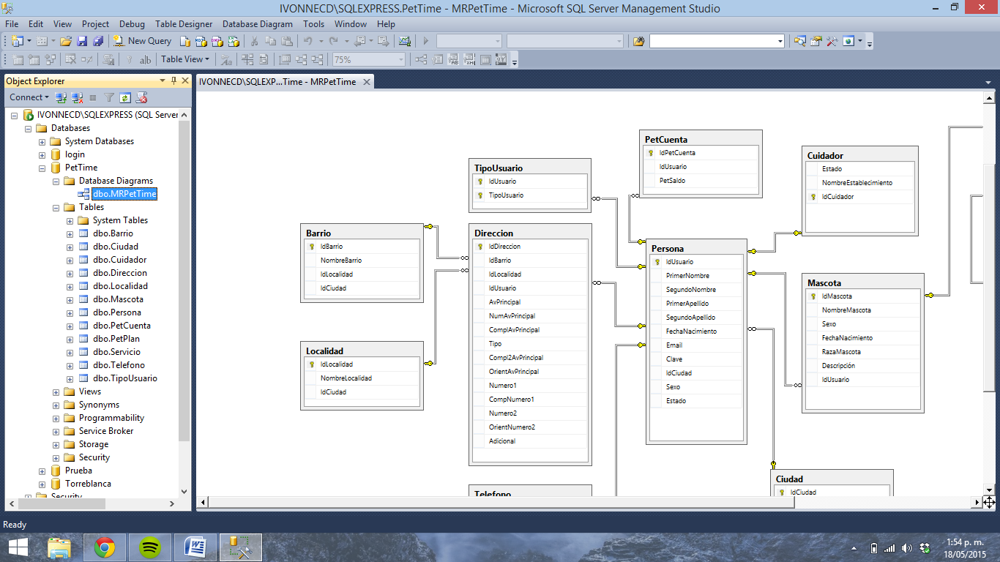 IVONNECD\SQLEXPRESS.PetTime - MRPetTime - Microsoft SQL Server Management Studio
File Edit View Project Debug Table Designer Database Diagram Tools Window Help
New Query
Table View 75%
Object Explorer
Connect
IVONNECD\SQLEXPRESS (SQL Server
Databases
System Databases
login
PetTime
Database Diagrams
dbo.MRPetTime
Tables
System Tables
dbo.Barrio
dbo.Ciudad
dbo.Cuidador
dbo.Direccion
dbo.Localidad
dbo.Mascota
dbo.Persona
dbo.PetCuenta
dbo.PetPlan
dbo.Servicio
dbo.Telefono
dbo.TipoUsuario
Views
Synonyms
Programmability
Service Broker
Storage
Security
Prueba
Torreblanca
Security
IVONNECD\SQLEXP...Time - MRPetTime
Barrio
IdBarrio
NombreBarrio
IdLocalidad
IdCiudad
Localidad
IdLocalidad
NombreLocalidad
IdCiudad
TipoUsuario
IdUsuario
TipoUsuario
Direccion
IdDireccion
IdBarrio
IdLocalidad
IdUsuario
AvPrincipal
NumAvPrincipal
ComplAvPrincipal
Tipo
Compl2AvPrincipal
OrientAvPrincipal
Numero1
CompNumero1
Numero2
OrientNumero2
Adicional
Telefono
PetCuenta
IdPetCuenta
IdUsuario
PetSaldo
Persona
IdUsuario
PrimerNombre
SegundoNombre
PrimerApellido
SegundoApellido
FechaNacimiento
Email
Clave
IdCiudad
Sexo
Estado
Cuidador
Estado
NombreEstablecimiento
IdCuidador
Mascota
IdMascota
NombreMascota
Sexo
FechaNacimiento
RazaMascota
Descripción
IdUsuario
Ciudad
IdCiudad
Ready
1:54 p. m.
18/05/2015